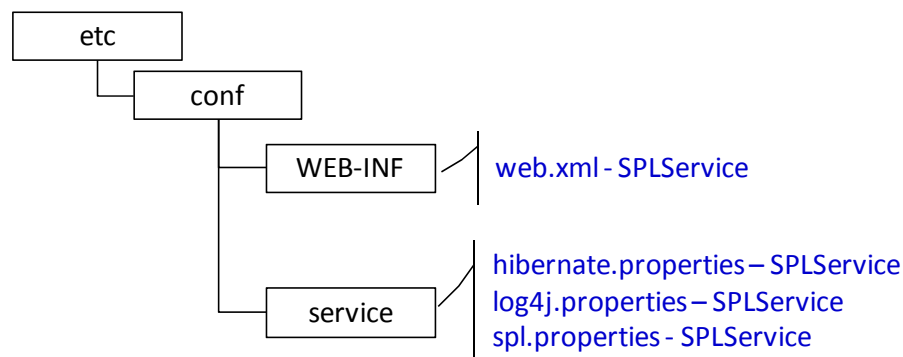 etc
conf
WEB-INF
web.xml - SPLService
hibernate.properties – SPLService
log4j.properties – SPLService
service
spl.properties - SPLService